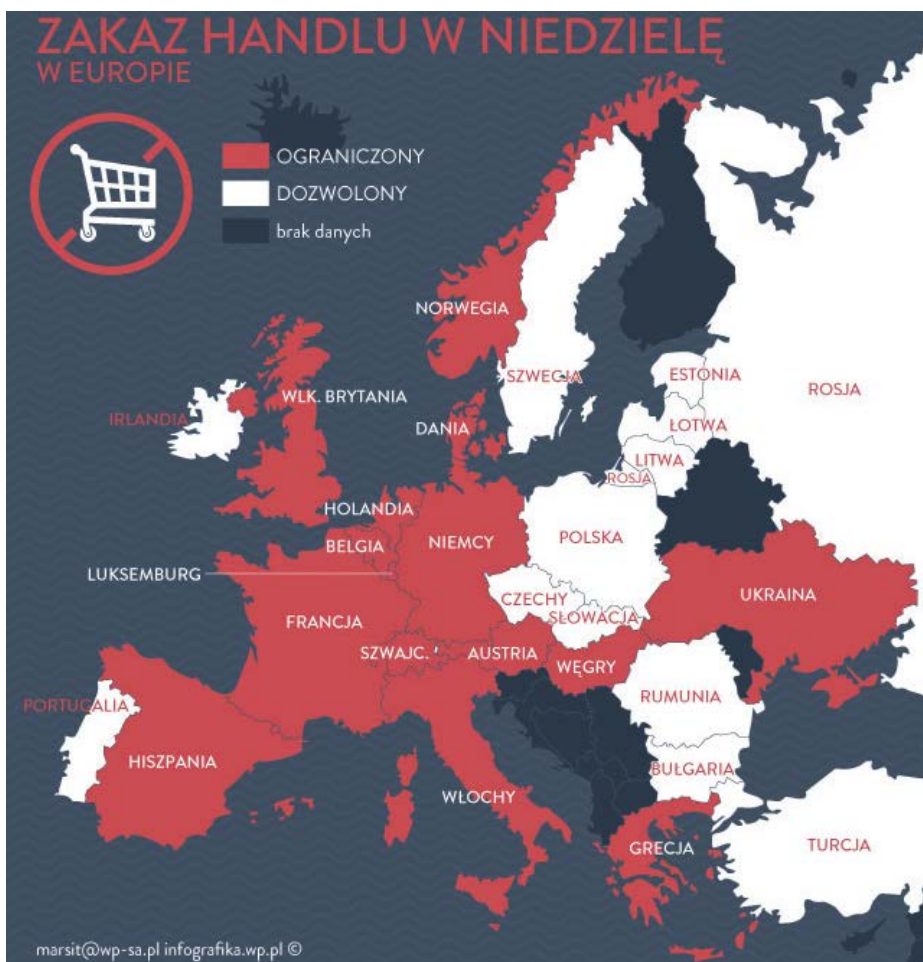 ZAKAZ HANDLU W NIEDZIELĘ
W EUROPIE
OGRANICZONY
DOZWOLONY
brak danych
NORWEGIA
SZWECJA
ESTONIA
ROSJA
WLK. BRYTANIA
IRLANDIA
DANIA
ŁOTWA
LITWA
ROSJA
HOLANDIA
BELGIA
NIEMCY
POLSKA
LUKSEMBURG
CZECHY
UKRAINA
SŁOWACJA
FRANCJA
SZWAJC.
AUSTRIA
WĘGRY
RUMUNIA
PORTUGALIA
HISZPANIA
BUŁGARIA
WŁOCHY
GRECJA
TURCJA
marsit@wp-sa.pl infografika.wp.pl ©